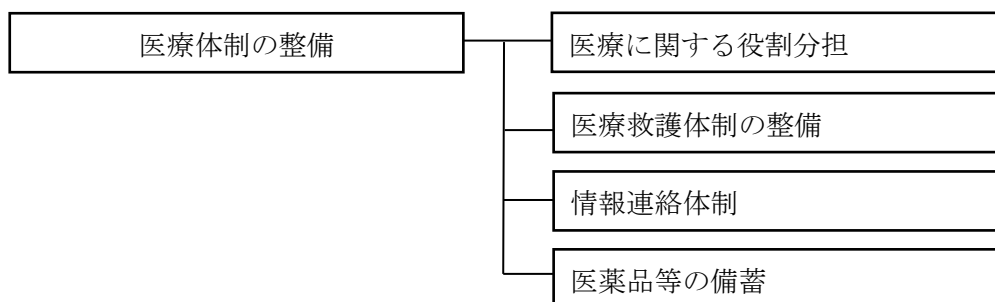 医療体制の整備
医療に関する役割分担
医療救護体制の整備
情報連絡体制
医薬品等の備蓄